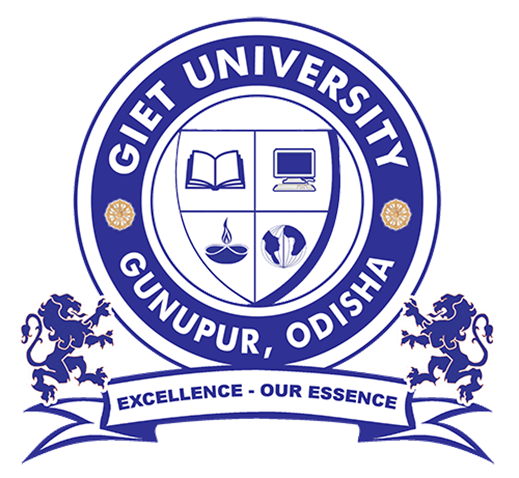 GIET UNIVERSITY
GUNUPUR, ODISHA
EXCELLENCE - OUR ESSENCE